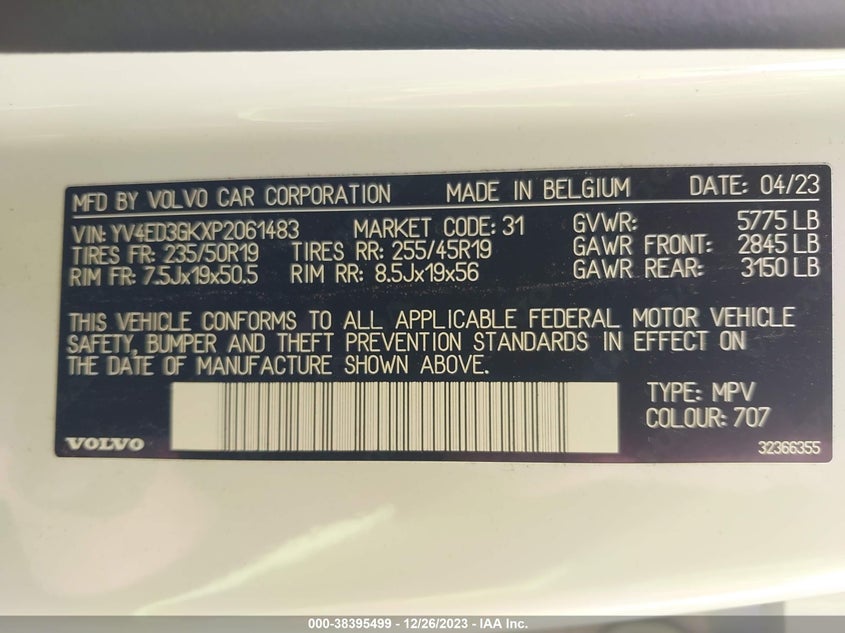 MFD BY VOLVO CAR CORPORATION MADE IN BELGIUM DATE: 04/23
VIN: YV4ED3GKXP2061483 MARKET CODE: 31 GVWR: 5775 LB
TIRES FR: 235/50R19 TIRES RR: 255/45R19 GAWR FRONT: 2845 LB
RIM FR: 7.5Jx19x50.5 RIM RR: 8.5Jx19x56 GAWR REAR: 3150 LB
THIS VEHICLE CONFORMS TO ALL APPLICABLE FEDERAL MOTOR VEHICLE
SAFETY, BUMPER AND THEFT PREVENTION STANDARDS IN EFFECT ON
THE DATE OF MANUFACTURE SHOWN ABOVE.
TYPE: MPV
COLOUR: 707
VOLVO 32366355
000-38395499 - 12/26/2023 - IAA Inc.